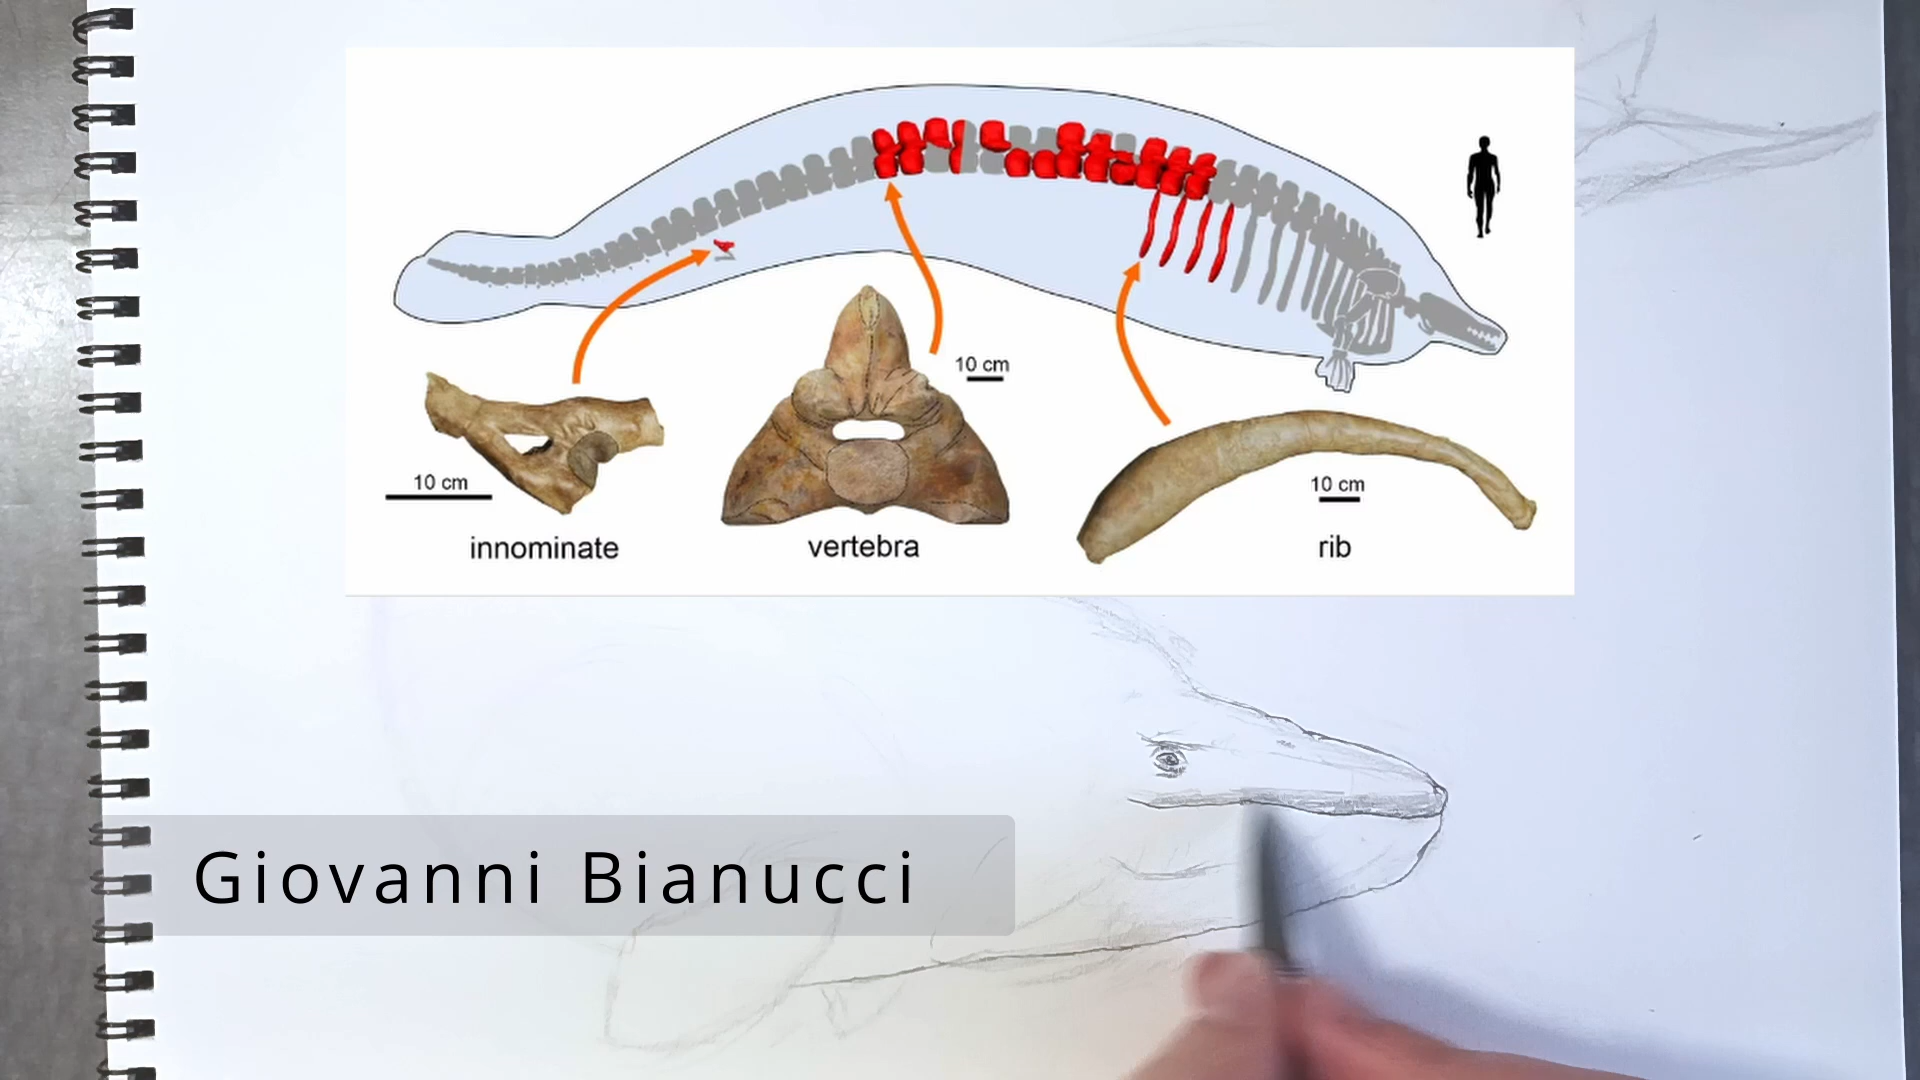 10 cm
10 cm
10 cm
innominate
vertebra
rib
Giovanni Bianucci